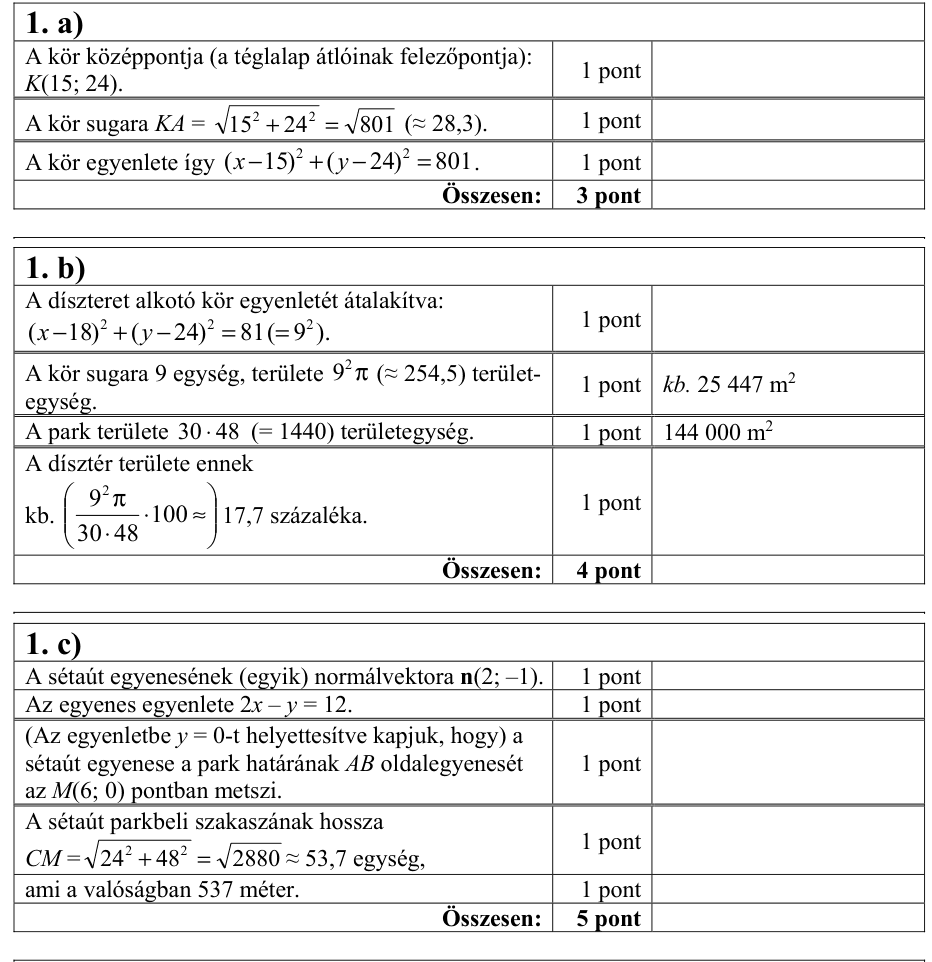 1. a)
A kör középpontja (a téglalap átlóinak felezőpontja):
K(15; 24).
1 pont
A kör sugara KA = √(15² + 24²) = √801 (≈ 28,3).
1 pont
A kör egyenlete így (x−15)² + (y−24)² = 801.
1 pont
Összesen: 3 pont
1. b)
A díszteret alkotó kör egyenletét átalakítva:
(x−18)² + (y−24)² = 81 (= 9²).
1 pont
A kör sugara 9 egység, területe 9²π (≈ 254,5) terület-
egység.
1 pont
kb. 25 447 m²
A park területe 30 · 48 (= 1440) területegység.
1 pont
144 000 m²
A dísztér területe ennek
kb. (9²π / 30·48 · 100 ≈) 17,7 százaléka.
1 pont
Összesen: 4 pont
1. c)
A sétaút egyenesének (egyik) normálvektora n(2; –1).
1 pont
Az egyenes egyenlete 2x – y = 12.
1 pont
(Az egyenletbe y = 0-t helyettesítve kapjuk, hogy) a
sétaút egyenese a park határának AB oldalegyenesét
az M(6; 0) pontban metszi.
1 pont
A sétaút parkbeli szakaszának hossza
CM = √(24² + 48²) = √2880 ≈ 53,7 egység,
1 pont
ami a valóságban 537 méter.
1 pont
Összesen: 5 pont